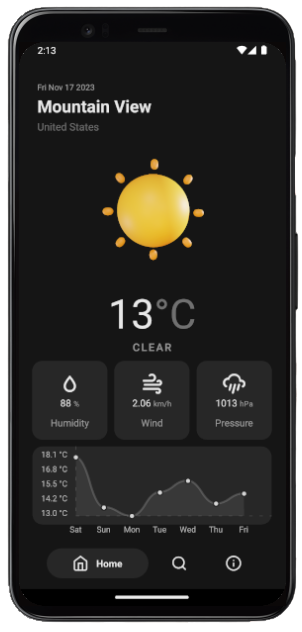 2:13
Fri Nov 17 2023
Mountain View
United States
13°C
CLEAR
88 % 2.06 km/h 1013 hPa
Humidity Wind Pressure
18.1 °C
16.8 °C
15.5 °C
14.2 °C
13.0 °C
Sat Sun Mon Tue Wed Thu Fri
Home